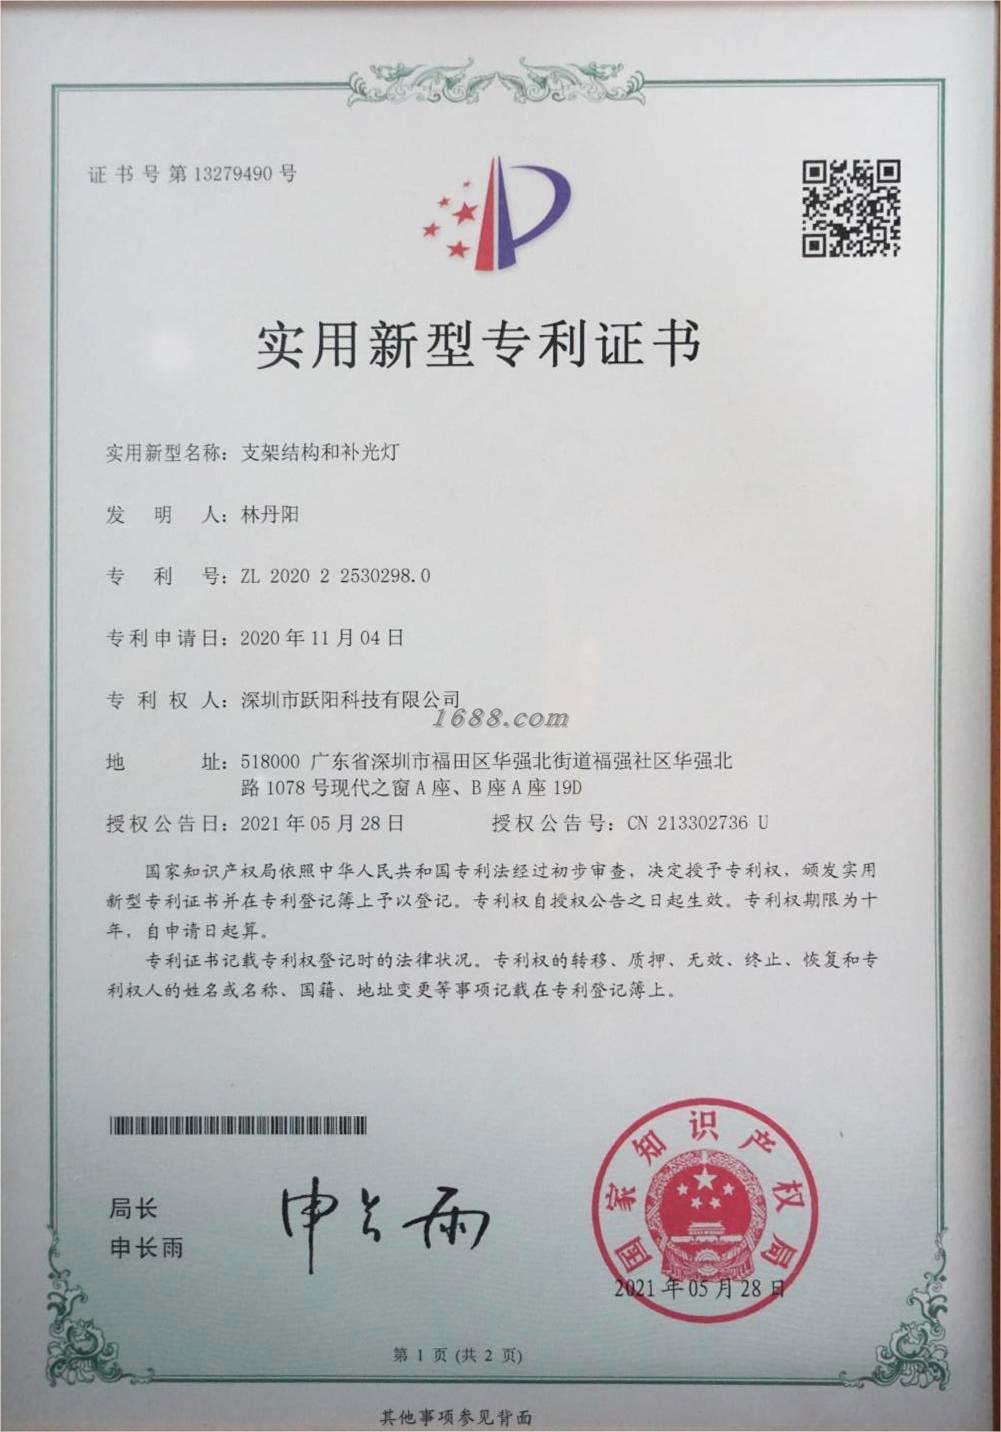 证书号第13279490号
实用新型专利证书
实用新型名称：支架结构和补光灯
发明人：林丹阳
专利号：ZL 2020 2 2530298.0
专利申请日：2020年11月04日
专利权人：深圳市跃阳科技有限公司
1688.com
地址：518000 广东省深圳市福田区华强北街道福强社区华强北
路1078号现代之窗A座、B座A座19D
授权公告日：2021年05月28日 授权公告号：CN 213302736 U
国家知识产权局依照中华人民共和国专利法经过初步审查，决定授予专利权，颁发实用
新型专利证书并在专利登记簿上予以登记。专利权自授权公告之日起生效。专利权期限为十
年，自申请日起算。
专利证书记载专利权登记时的法律状况。专利权的转移、质押、无效、终止、恢复和专
利权人的姓名或名称、国籍、地址变更等事项记载在专利登记簿上。
局长
申长雨
申长雨
国家知识产权局
2021年05月28日
第1页(共2页)
其他事项参见背面